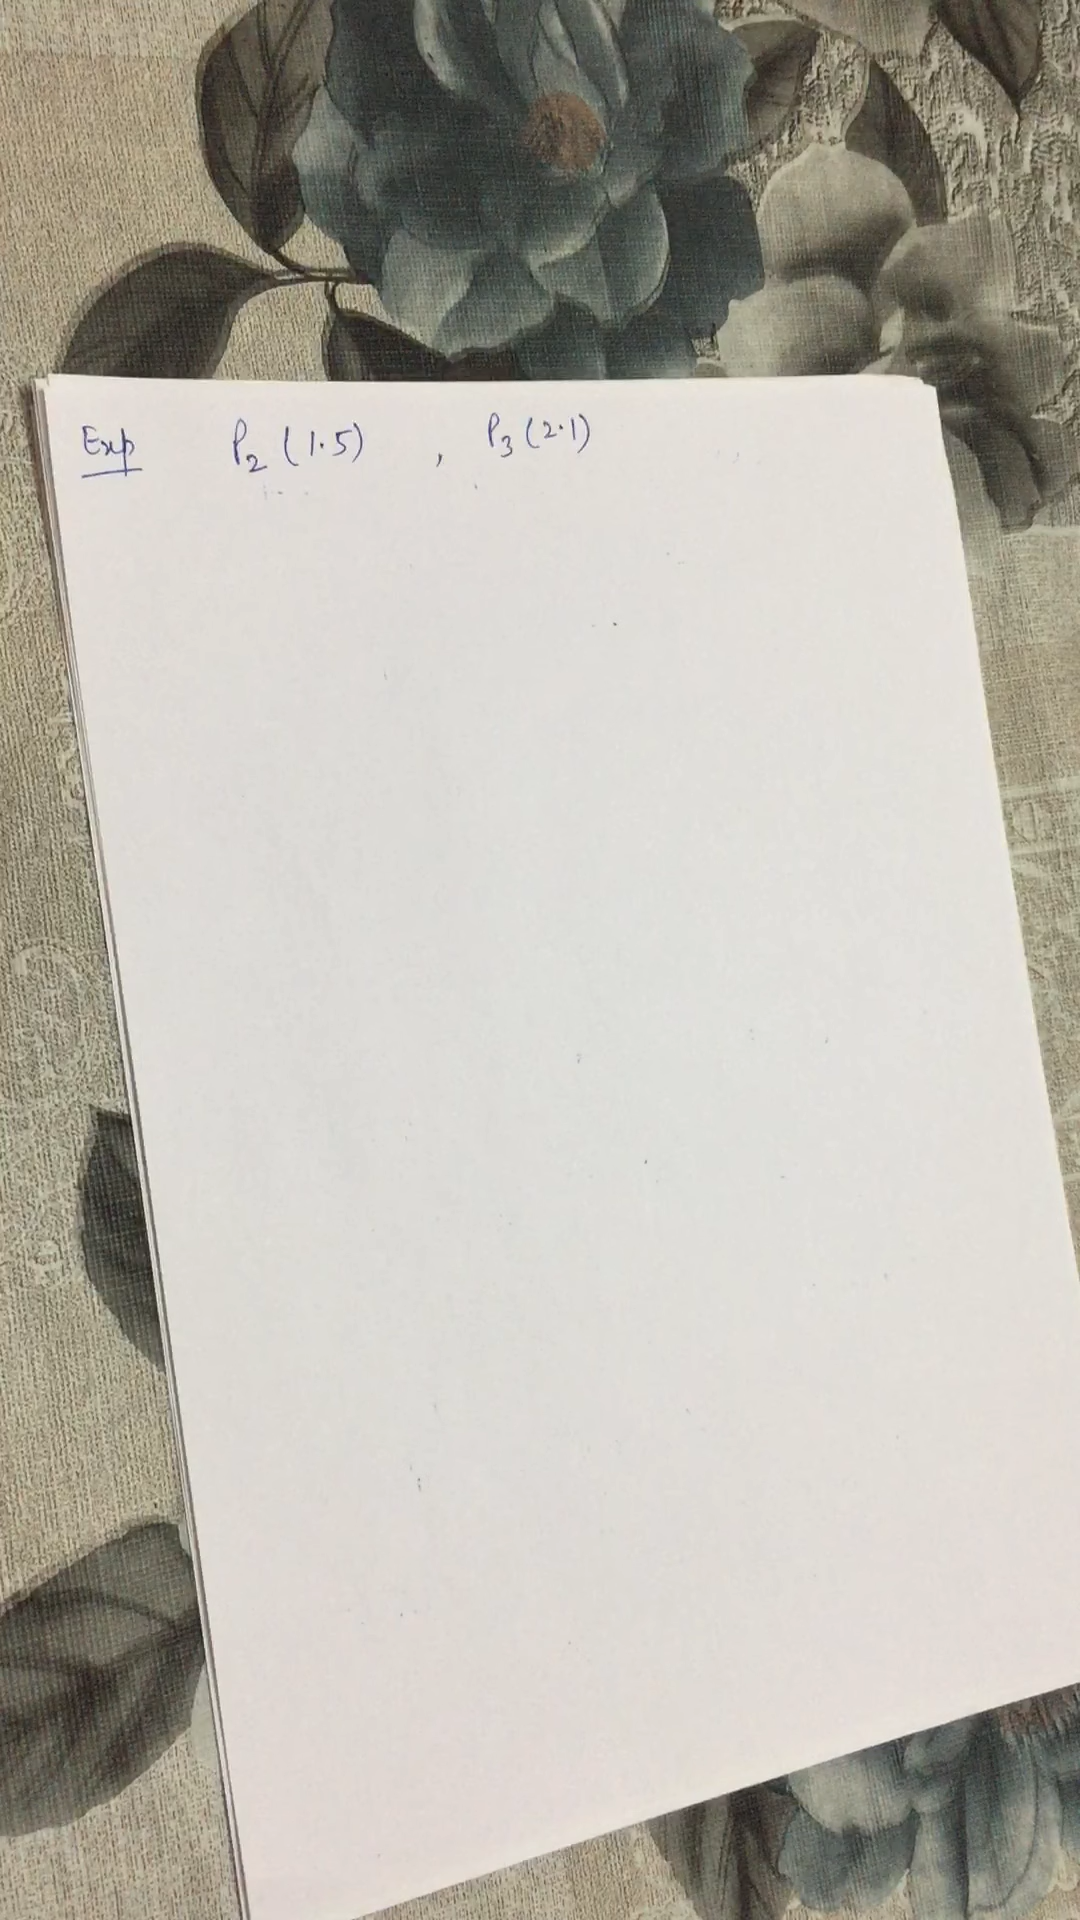 Exp P₂ (1.5) , P₃ (2.1)